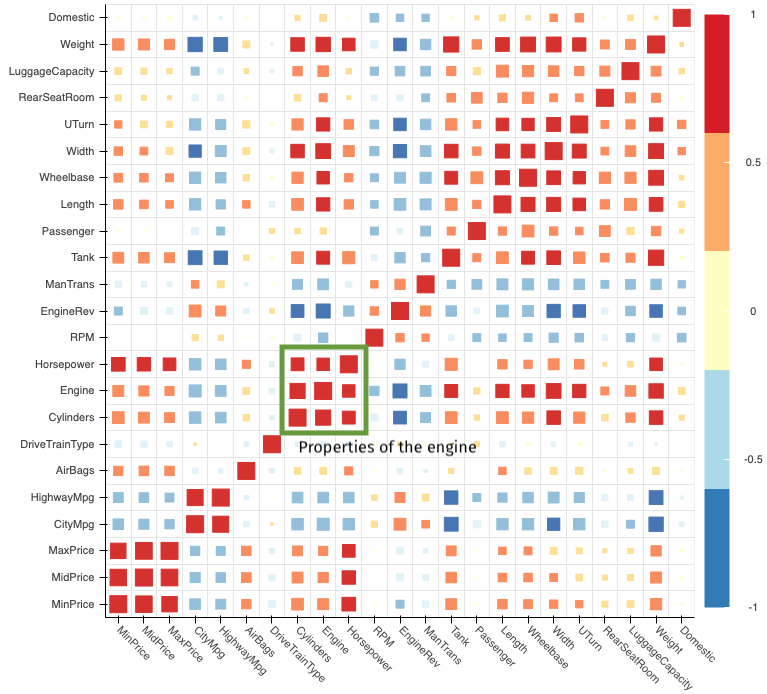 Domestic
Weight
LuggageCapacity
RearSeatRoom
UTurn
Width
Wheelbase
Length
Passenger
Tank
ManTrans
EngineRev
RPM
Horsepower
Engine
Cylinders
DriveTrainType
AirBags
HighwayMpg
CityMpg
MaxPrice
MidPrice
MinPrice
Properties of the engine
1
0.5
0
-0.5
-1
MinPrice
MidPrice
MaxPrice
CityMpg
HighwayMpg
AirBags
DriveTrainType
Cylinders
Engine
Horsepower
RPM
EngineRev
ManTrans
Tank
Passenger
Length
Wheelbase
Width
UTurn
RearSeatRoom
LuggageCapacity
Weight
Domestic